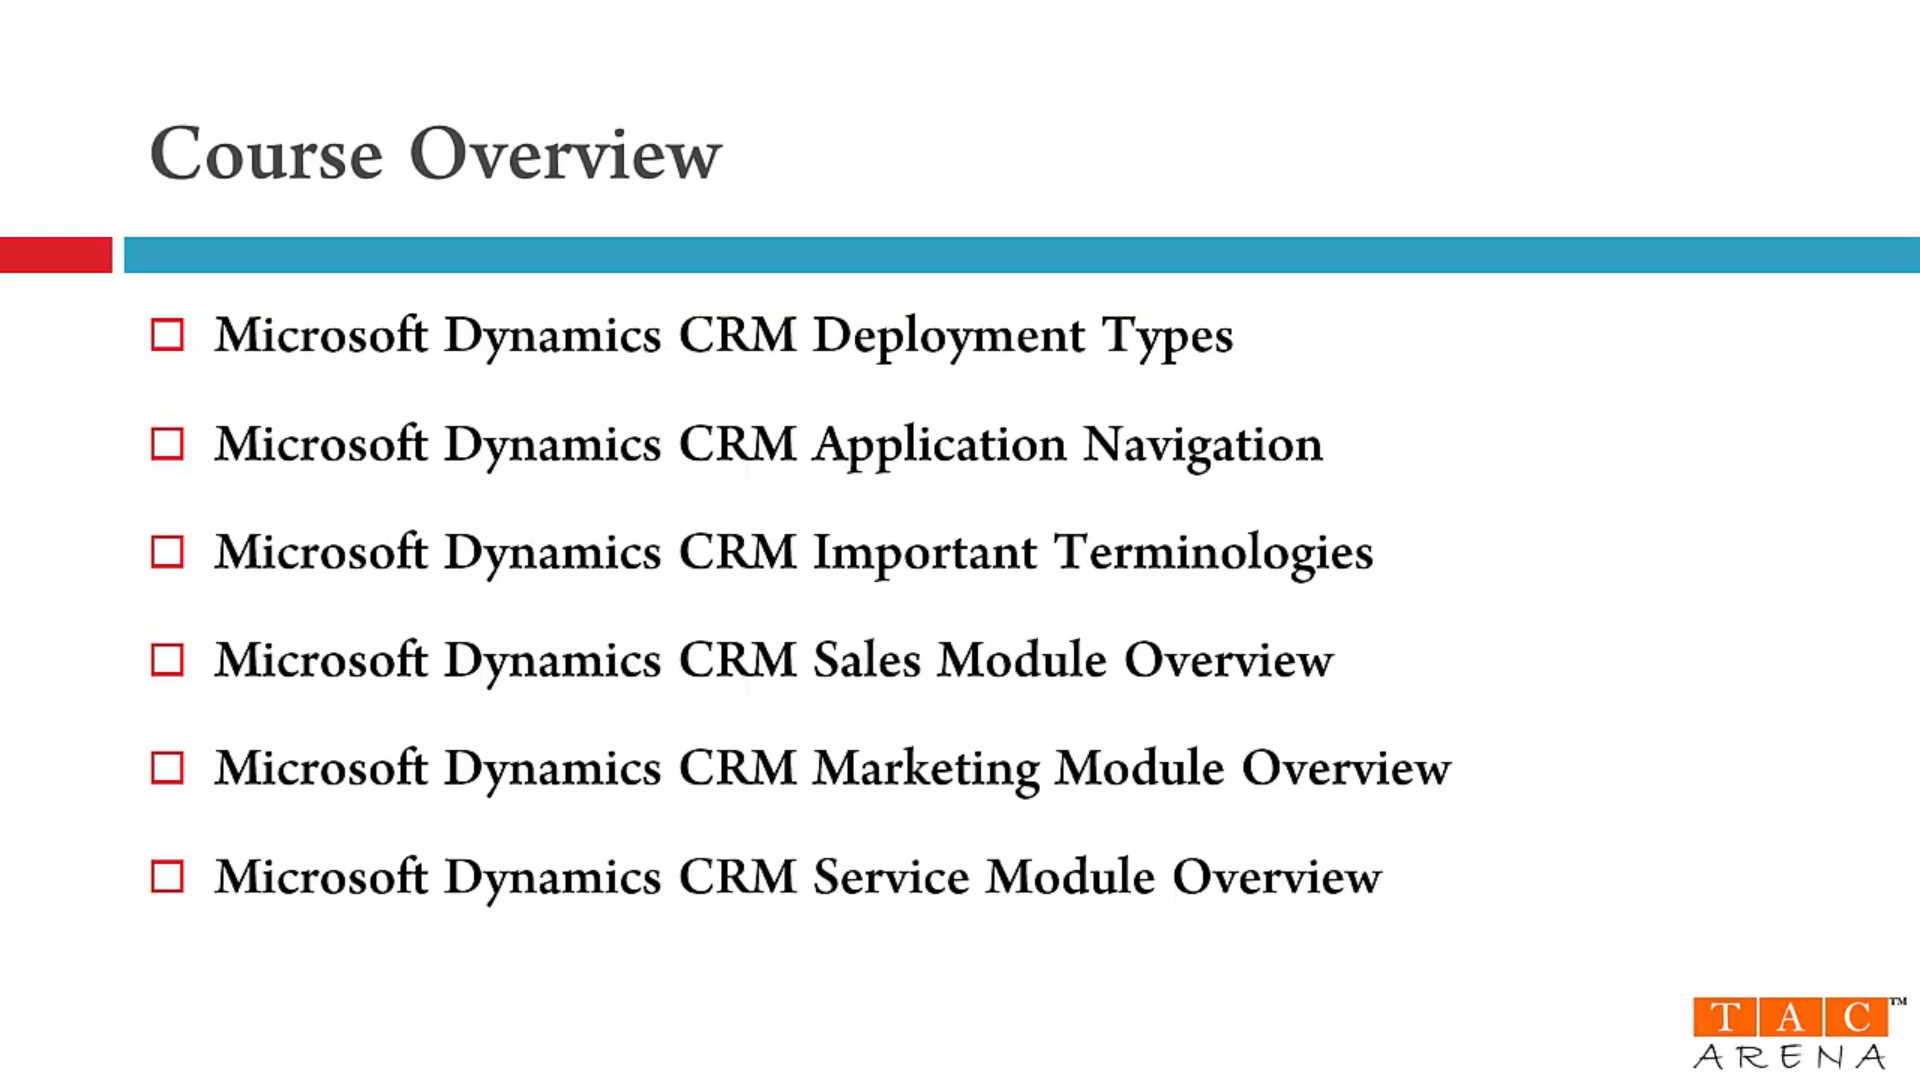 Course Overview
Microsoft Dynamics CRM Deployment Types
Microsoft Dynamics CRM Application Navigation
Microsoft Dynamics CRM Important Terminologies
Microsoft Dynamics CRM Sales Module Overview
Microsoft Dynamics CRM Marketing Module Overview
Microsoft Dynamics CRM Service Module Overview
TAC™
ARENA